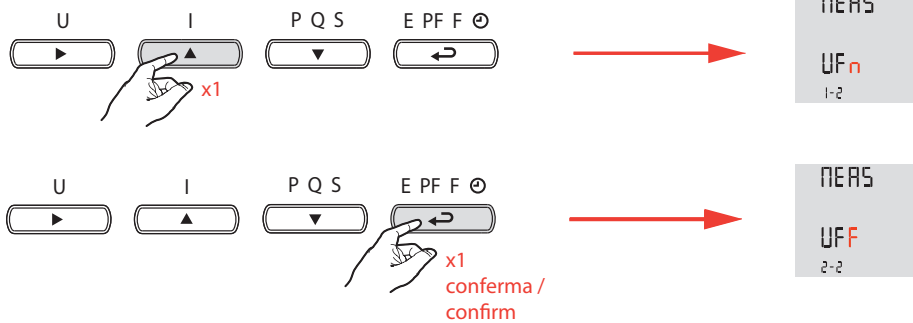 U I P Q S E PF F
x1
MEAS
UFn
1-2
U I P Q S E PF F
x1
conferma /
confirm
MEAS
UFF
2-2